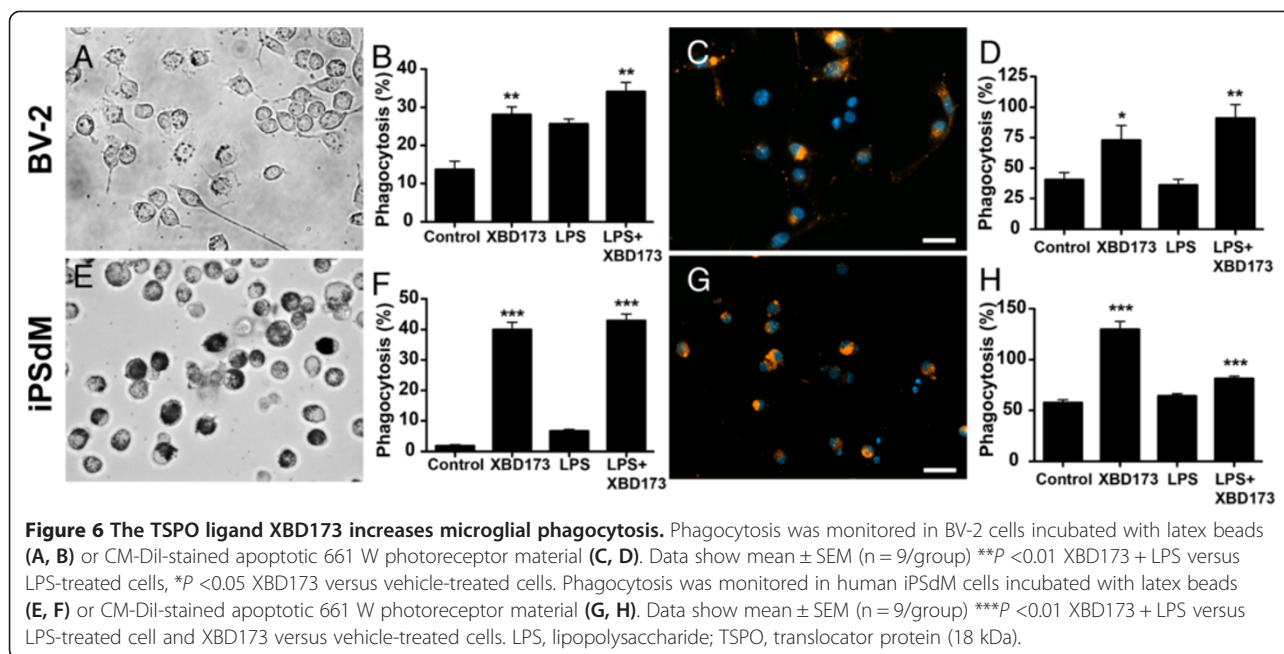 BV-2
A
B
Phagocytosis (%)
40
30
20
10
0
**
**
Control
XBD173
LPS
LPS+
XBD173
C
D
Phagocytosis (%)
125
100
75
50
25
0
*
**
Control
XBD173
LPS
LPS+
XBD173
iPSdM
E
F
Phagocytosis (%)
50
40
30
20
10
0
***
***
Control
XBD173
LPS
LPS+
XBD173
G
H
Phagocytosis (%)
150
100
50
0
***
***
Control
XBD173
LPS
LPS+
XBD173
Figure 6 The TSPO ligand XBD173 increases microglial phagocytosis. Phagocytosis was monitored in BV-2 cells incubated with latex beads
(A, B) or CM-DiI-stained apoptotic 661 W photoreceptor material (C, D). Data show mean ± SEM (n = 9/group) **P <0.01 XBD173 + LPS versus
LPS-treated cells, *P <0.05 XBD173 versus vehicle-treated cells. Phagocytosis was monitored in human iPSdM cells incubated with latex beads
(E, F) or CM-DiI-stained apoptotic 661 W photoreceptor material (G, H). Data show mean ± SEM (n = 9/group) ***P <0.01 XBD173 + LPS versus
LPS-treated cell and XBD173 versus vehicle-treated cells. LPS, lipopolysaccharide; TSPO, translocator protein (18 kDa).